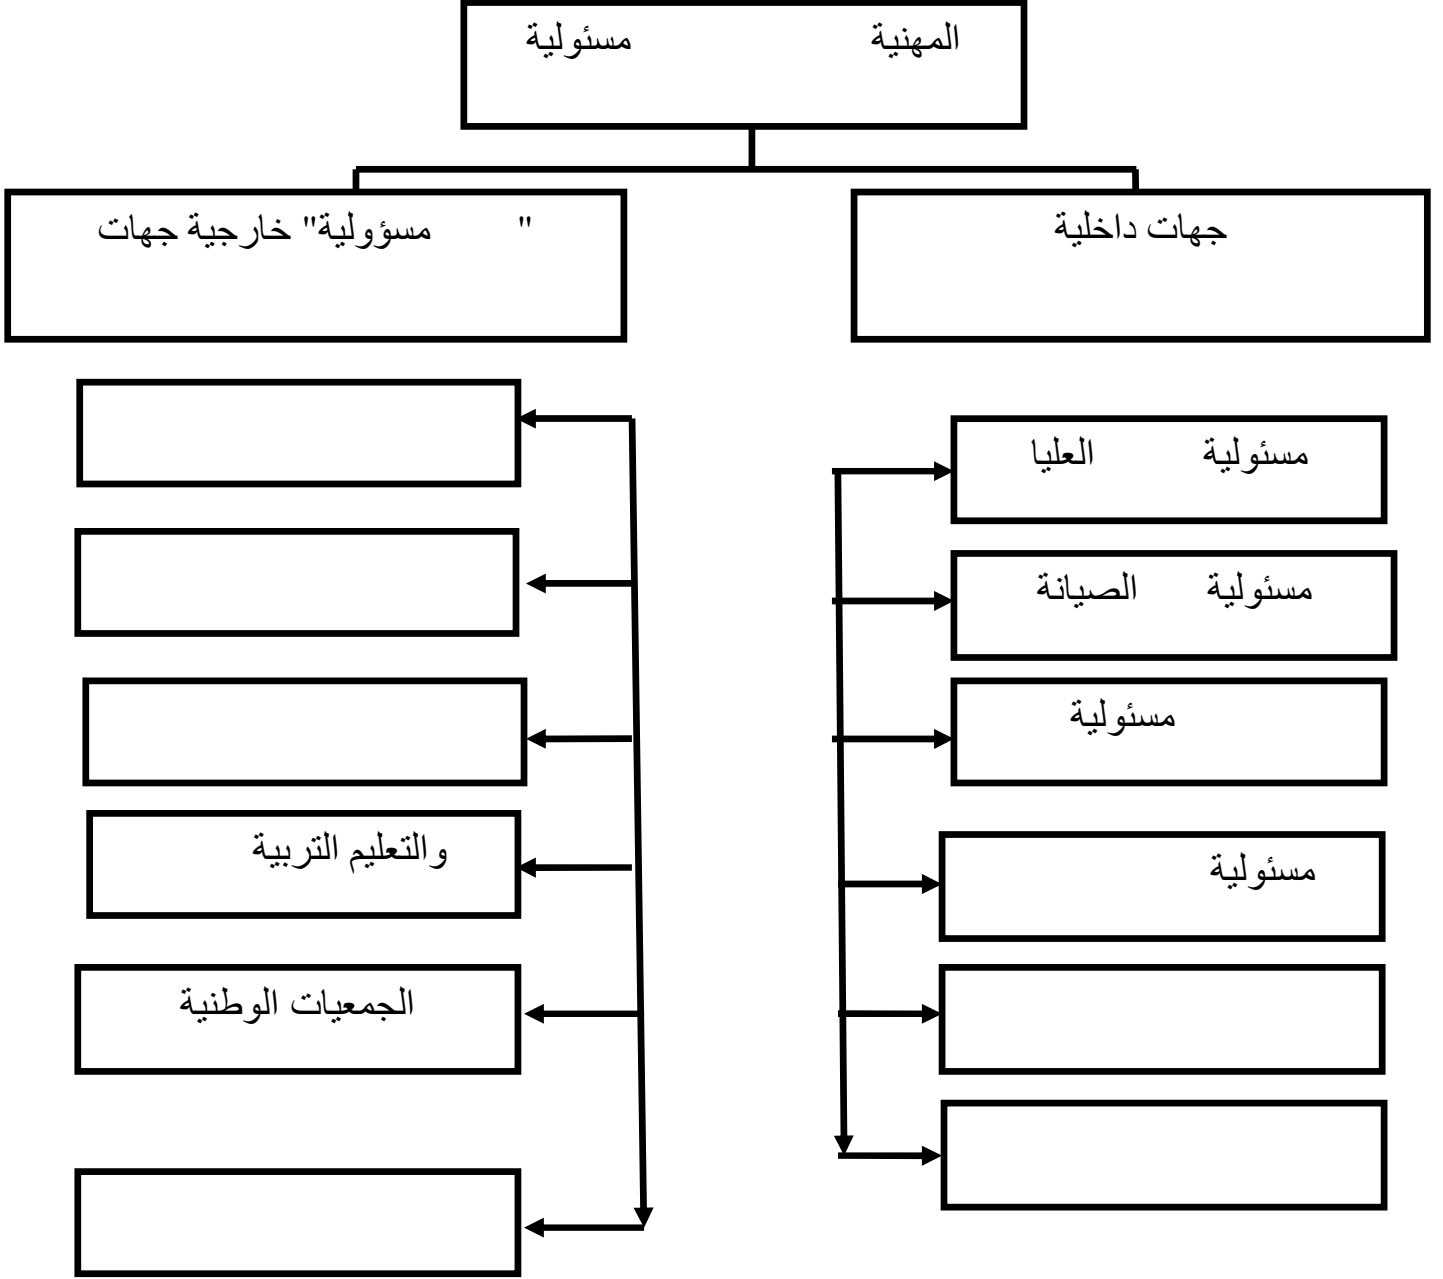 مسئولية المهنية
جهات داخلية
جهات خارجية "مسؤولية "
مسئولية العليا
مسئولية الصيانة
مسئولية
مسئولية
التربية والتعليم
الجمعيات الوطنية